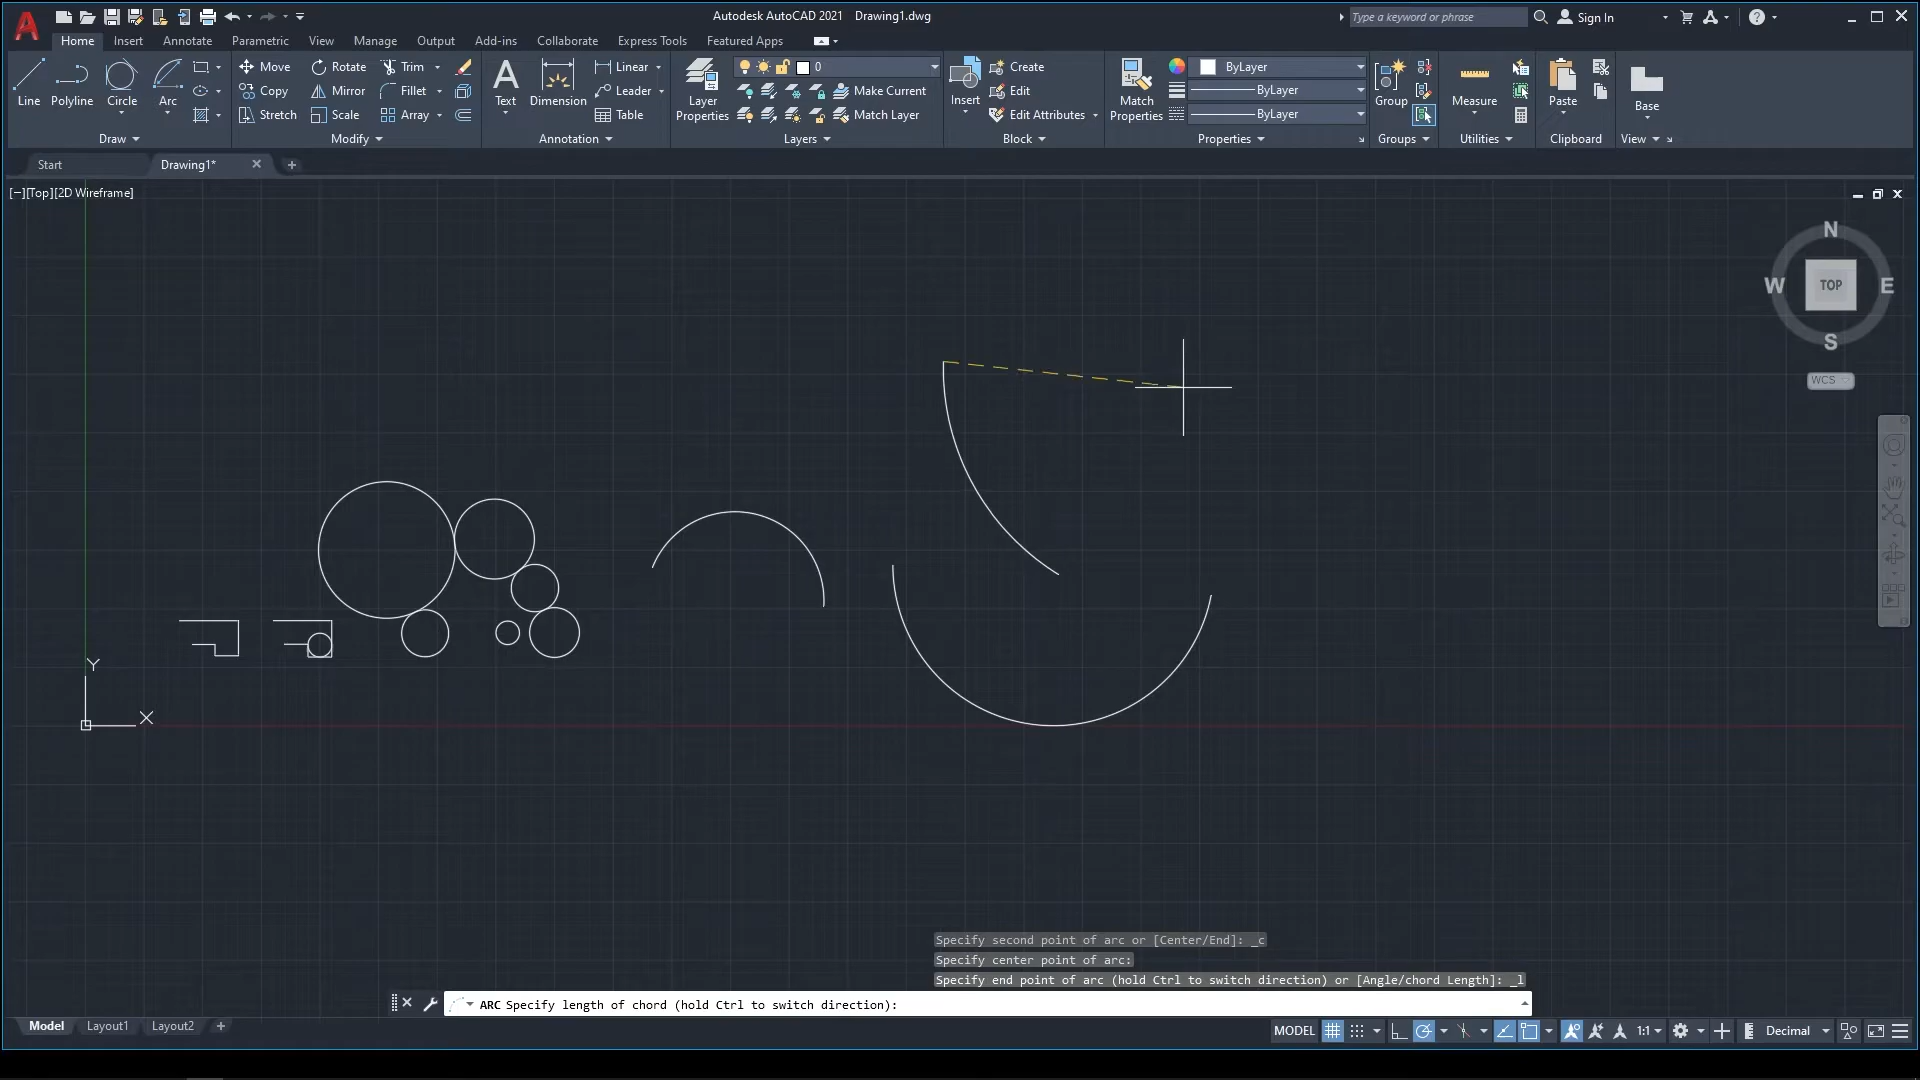 Autodesk AutoCAD 2021 Drawing1.dwg
Type a keyword or phrase
Sign In
Home Insert Annotate Parametric View Manage Output Add-ins Collaborate Express Tools Featured Apps
Line Polyline Circle Arc
Draw
Move Rotate Trim
Copy Mirror Fillet
Stretch Scale Array
Modify
Text Dimension
Linear
Leader
Table
Annotation
Layer
Properties
0
Make Current
Match Layer
Layers
Insert
Create
Edit
Edit Attributes
Block
Match
Properties
ByLayer
ByLayer
ByLayer
Properties
Group
Groups
Measure
Utilities
Paste
Clipboard
Base
View
Start Drawing1*
[−][Top][2D Wireframe]
N
W TOP E
S
WCS
Y
X
Specify second point of arc or [Center/End]: _c
Specify center point of arc:
Specify end point of arc (hold Ctrl to switch direction) or [Angle/chord Length]: _l
ARC Specify length of chord (hold Ctrl to switch direction):
Model Layout1 Layout2 +
MODEL 1:1 Decimal